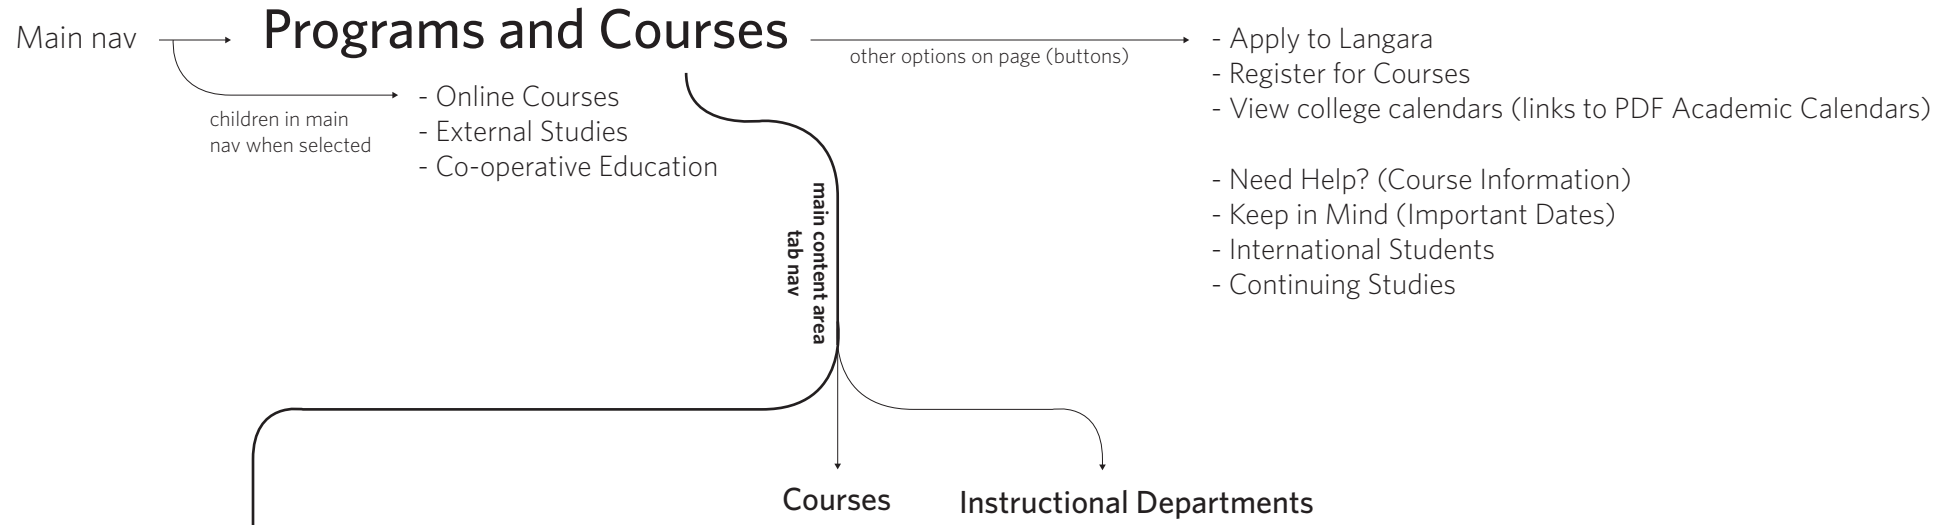 Main nav
Programs and Courses
other options on page (buttons)
- Apply to Langara
- Register for Courses
- View college calendars (links to PDF Academic Calendars)
- Need Help? (Course Information)
- Keep in Mind (Important Dates)
- International Students
- Continuing Studies
children in main
nav when selected
- Online Courses
- External Studies
- Co-operative Education
main content area
tab nav
Courses
Instructional Departments